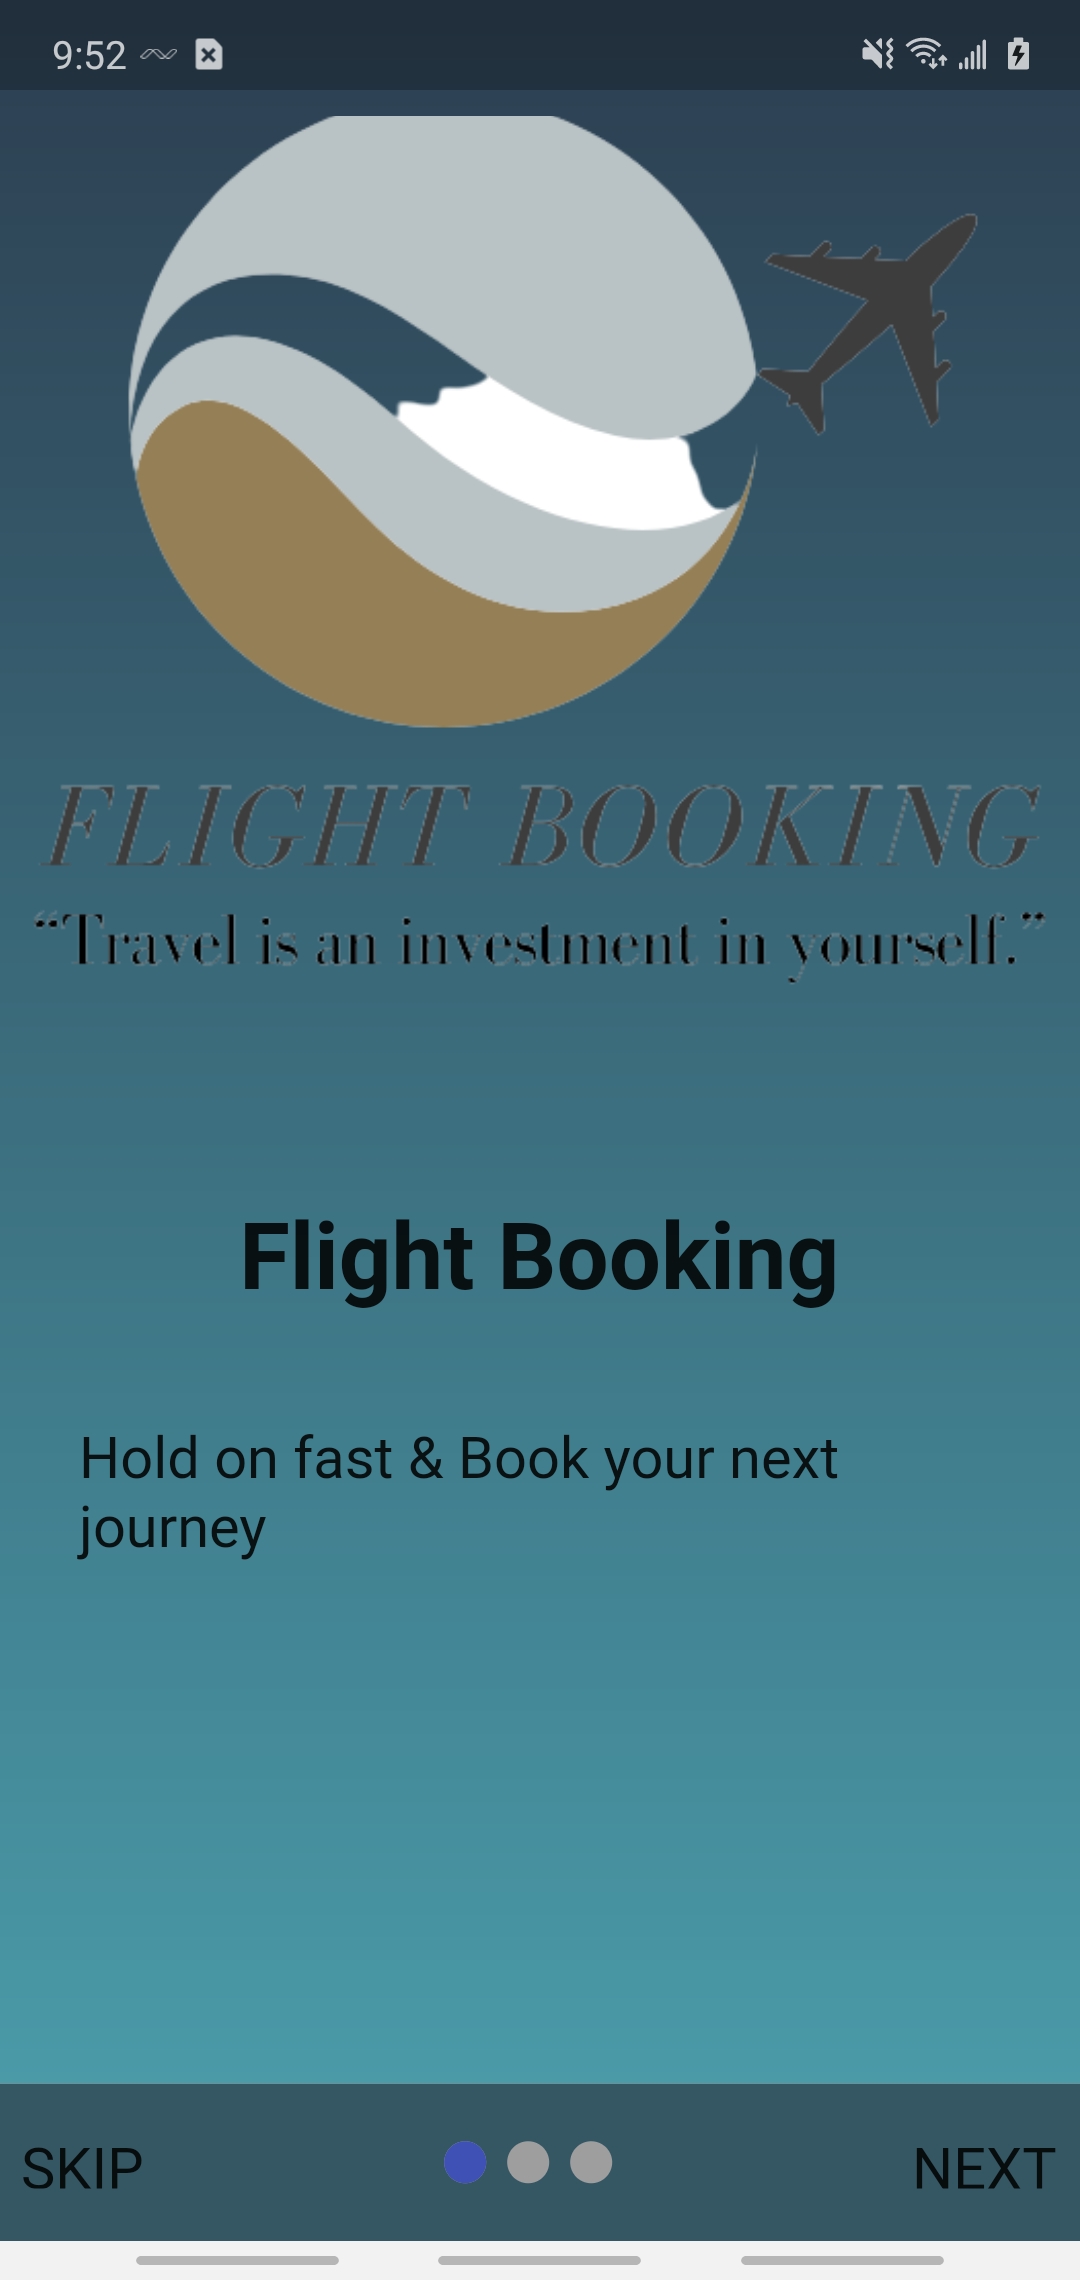 9:52
FLIGHT BOOKING
“Travel is an investment in yourself.”
Flight Booking
Hold on fast & Book your next
journey
SKIP
NEXT